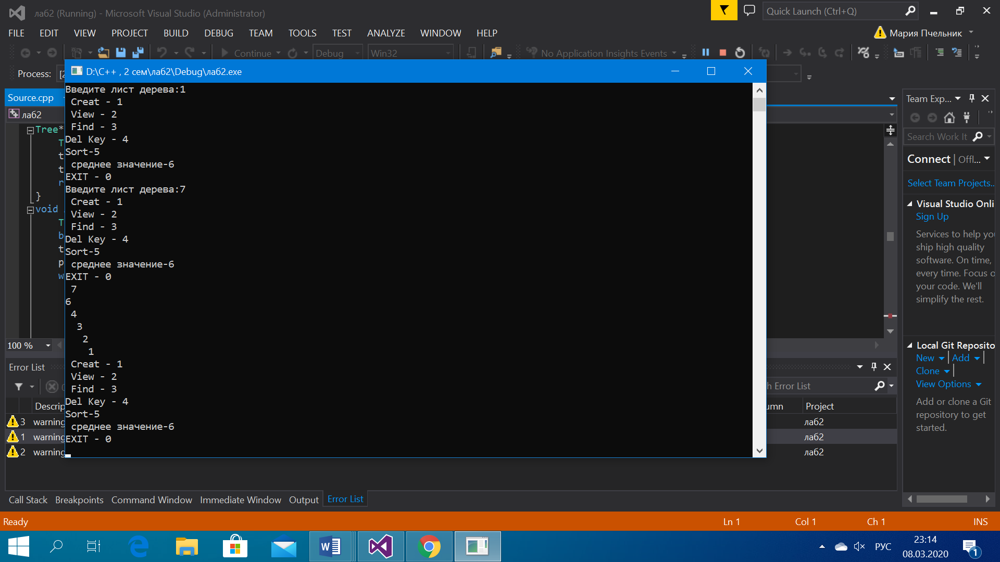 лаб2 (Running) - Microsoft Visual Studio (Administrator)
Quick Launch (Ctrl+Q)
FILE EDIT VIEW PROJECT BUILD DEBUG TEAM TOOLS TEST ANALYZE WINDOW HELP
Мария Пчельник
Continue Debug Win32 No Application Insights Events
Process:
D:\C++ , 2 сем\лаб2\Debug\лаб2.exe
Source.cpp
лаб2
Tree*
}
void
100 %
Введите лист дерева:1
Creat - 1
View - 2
Find - 3
Del Key - 4
Sort-5
среднее значение-6
EXIT - 0
Введите лист дерева:7
Creat - 1
View - 2
Find - 3
Del Key - 4
Sort-5
среднее значение-6
EXIT - 0
7
6
4
3
2
1
Creat - 1
View - 2
Find - 3
Del Key - 4
Sort-5
среднее значение-6
EXIT - 0
Team Exp...
Search Work It
Connect | Offl...
Select Team Projects..
Visual Studio Onli
Sign Up
Services to help you
ship high quality
software. On time,
every time. Focus o
your code. We'll
simplify the rest.
Local Git Reposito
New Add
Clone
View Options
Add or clone a Git
repository to get
started.
Error List
h Error List
Descrip umn Project
3 warning лаб2
1 warning лаб2
2 warning лаб2
Call Stack Breakpoints Command Window Immediate Window Output Error List
Ready Ln 1 Col 1 Ch 1 INS
РУС
23:14
08.03.2020
1